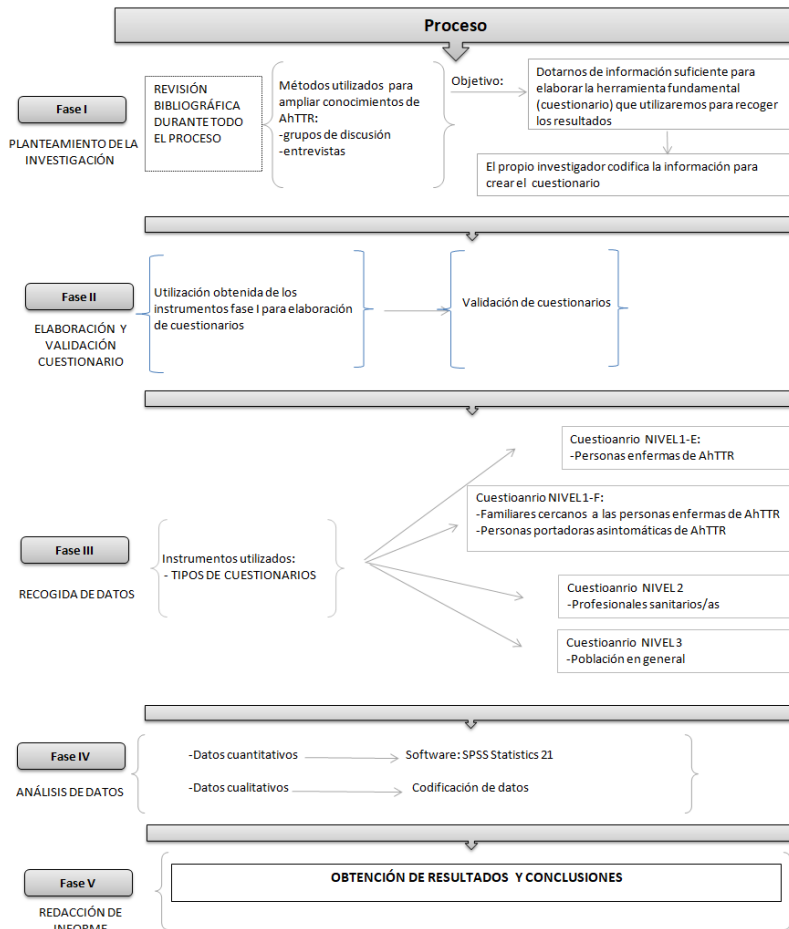 Proceso
Fase I
PLANTEAMIENTO DE LA
INVESTIGACIÓN
REVISIÓN
BIBLIOGRÁFICA
DURANTE TODO
EL PROCESO
Métodos utilizados para
ampliar conocimientos de
AhTTR:
-grupos de discusión
-entrevistas
Objetivo:
Dotarnos de información suficiente para
elaborar la herramienta fundamental
(cuestionario) que utilizaremos para recoger
los resultados
El propio investigador codifica la información para
crear el cuestionario
Fase II
ELABORACIÓN Y
VALIDACIÓN
CUESTIONARIO
Utilización obtenida de los
instrumentos fase I para elaboración
de cuestionarios
Validación de cuestionarios
Fase III
RECOGIDA DE DATOS
Instrumentos utilizados:
- TIPOS DE CUESTIONARIOS
Cuestioanrio NIVEL1-E:
-Personas enfermas de AhTTR
Cuestioanrio NIVEL1-F:
-Familiares cercanos a las personas enfermas de AhTTR
-Personas portadoras asintomáticas de AhTTR
Cuestioanrio NIVEL2
-Profesionales sanitarios/as
Cuestioanrio NIVEL3
-Población en general
Fase IV
ANÁLISIS DE DATOS
-Datos cuantitativos
Software: SPSS Statistics 21
-Datos cualitativos
Codificación de datos
Fase V
REDACCIÓN DE
INFORME
OBTENCIÓN DE RESULTADOS Y CONCLUSIONES